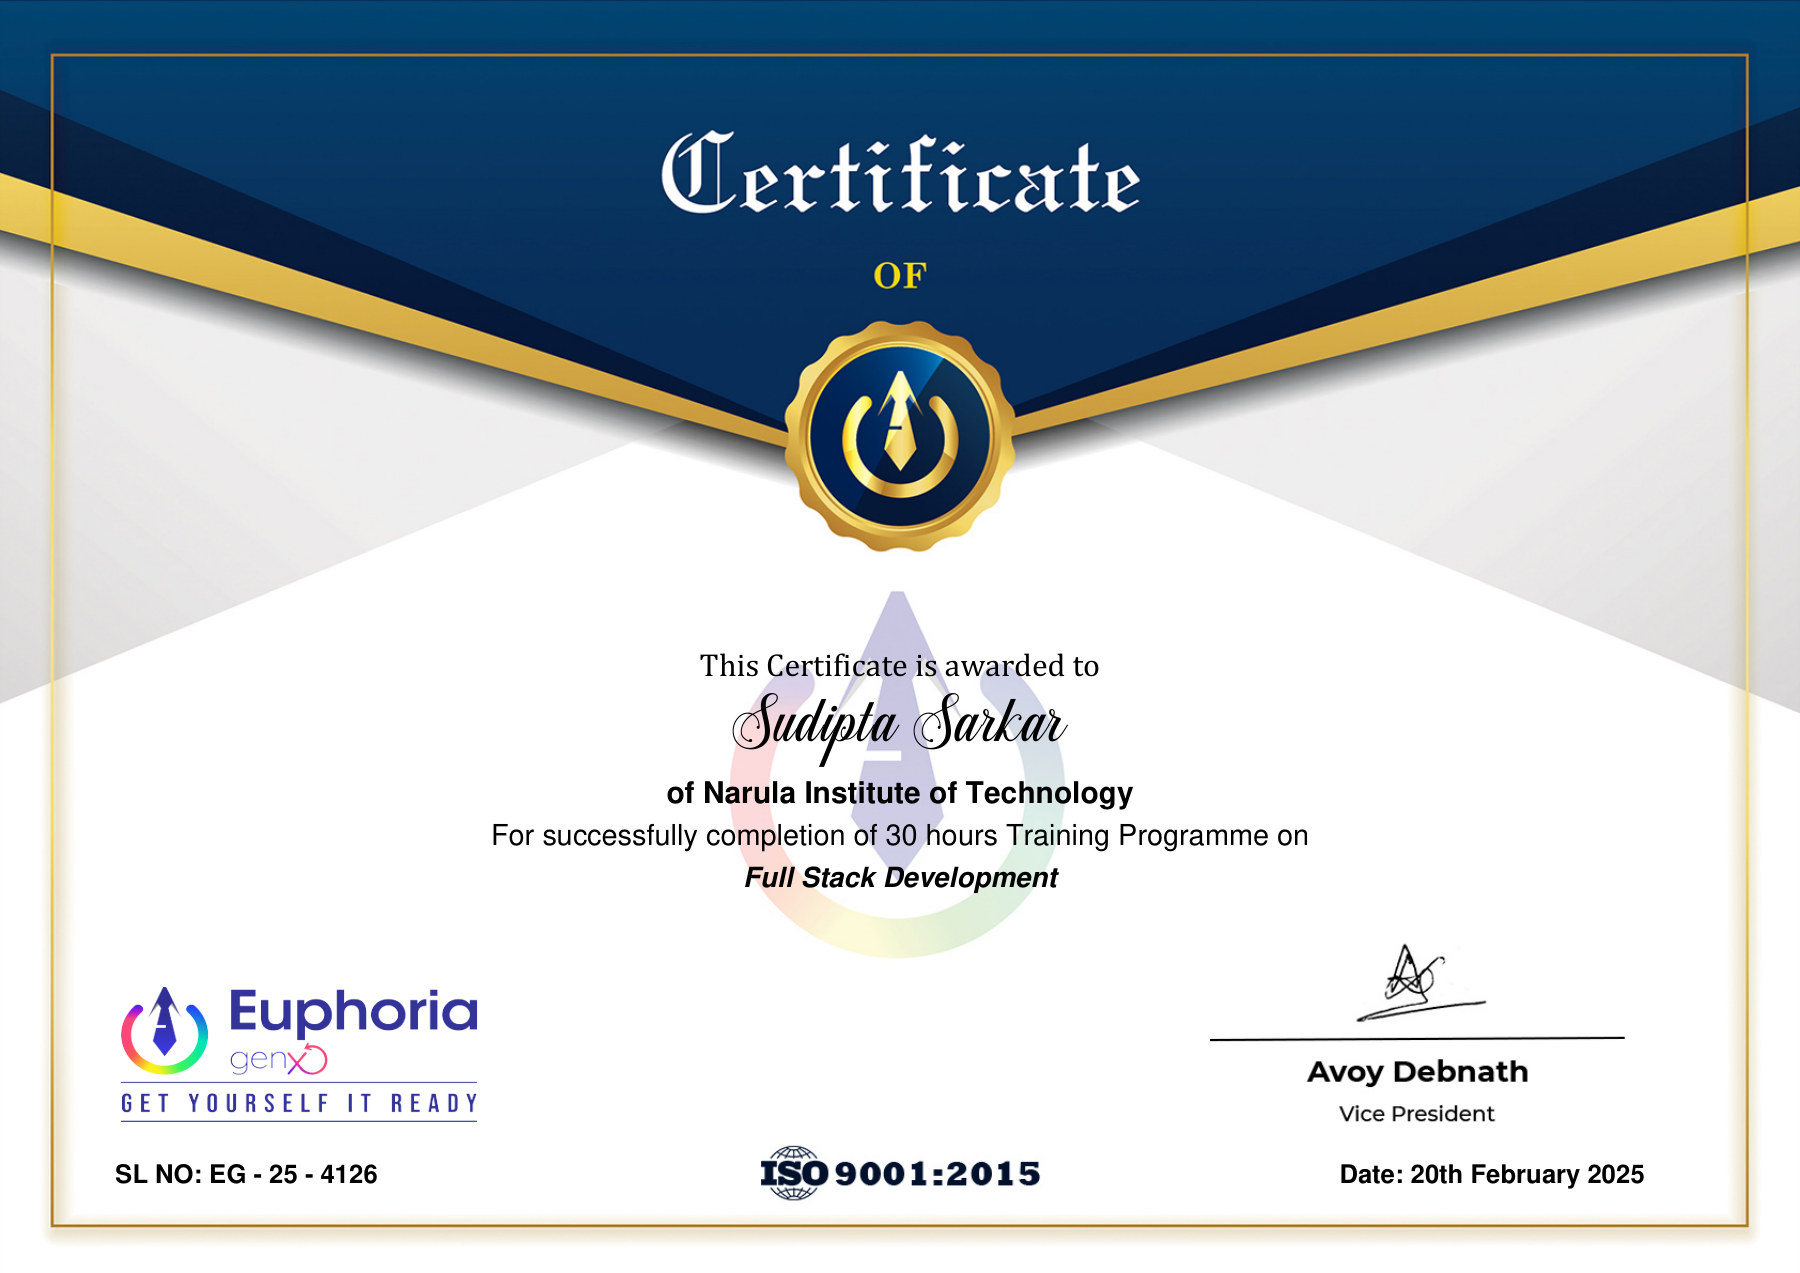 Certificate
OF
This Certificate is awarded to
Sudipta Sarkar
of Narula Institute of Technology
For successfully completion of 30 hours Training Programme on
Full Stack Development
Euphoria
genx
GET YOURSELF IT READY
Avoy Debnath
Vice President
SL NO: EG - 25 - 4126
ISO 9001:2015
Date: 20th February 2025